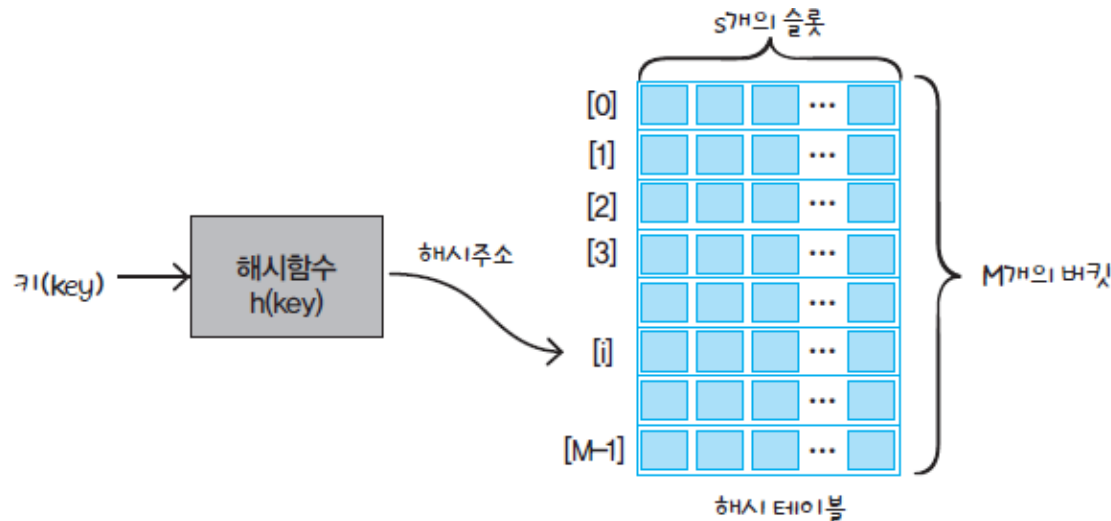 s개의 슬롯
[0]
[1]
[2]
[3]
[i]
[M-1]
...
...
...
...
...
...
...
...
키(key)
해시함수
h(key)
해시주소
M개의 버킷
해시 테이블